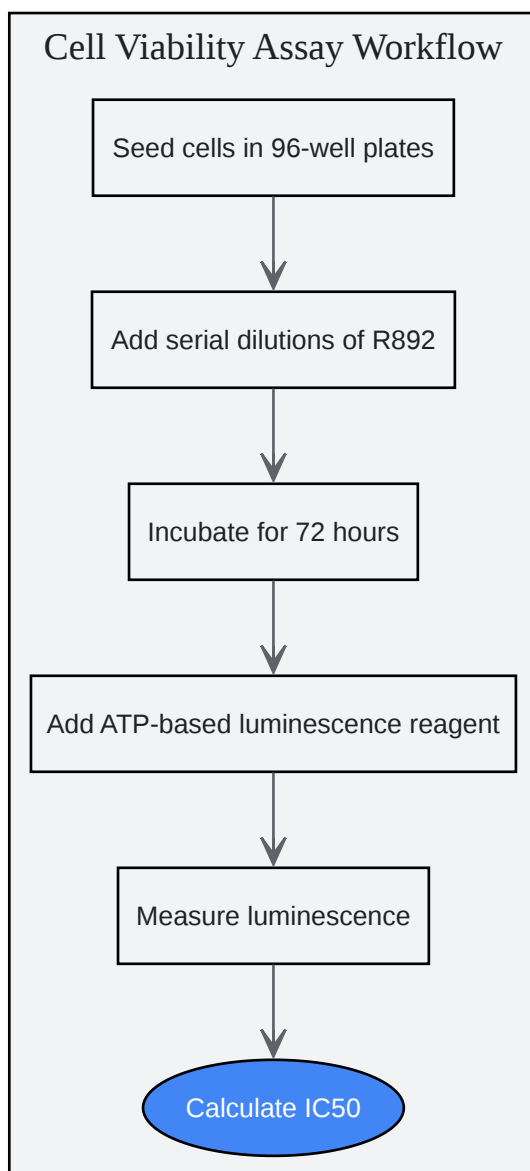 Cell Viability Assay Workflow
Seed cells in 96-well plates
Add serial dilutions of R892
Incubate for 72 hours
Add ATP-based luminescence reagent
Measure luminescence
Calculate IC50